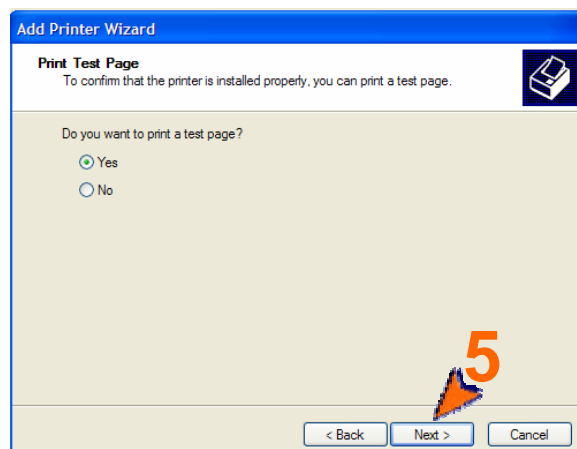 Add Printer Wizard
Print Test Page
To confirm that the printer is installed properly, you can print a test page.
Do you want to print a test page?
Yes
No
5
< Back
Next >
Cancel